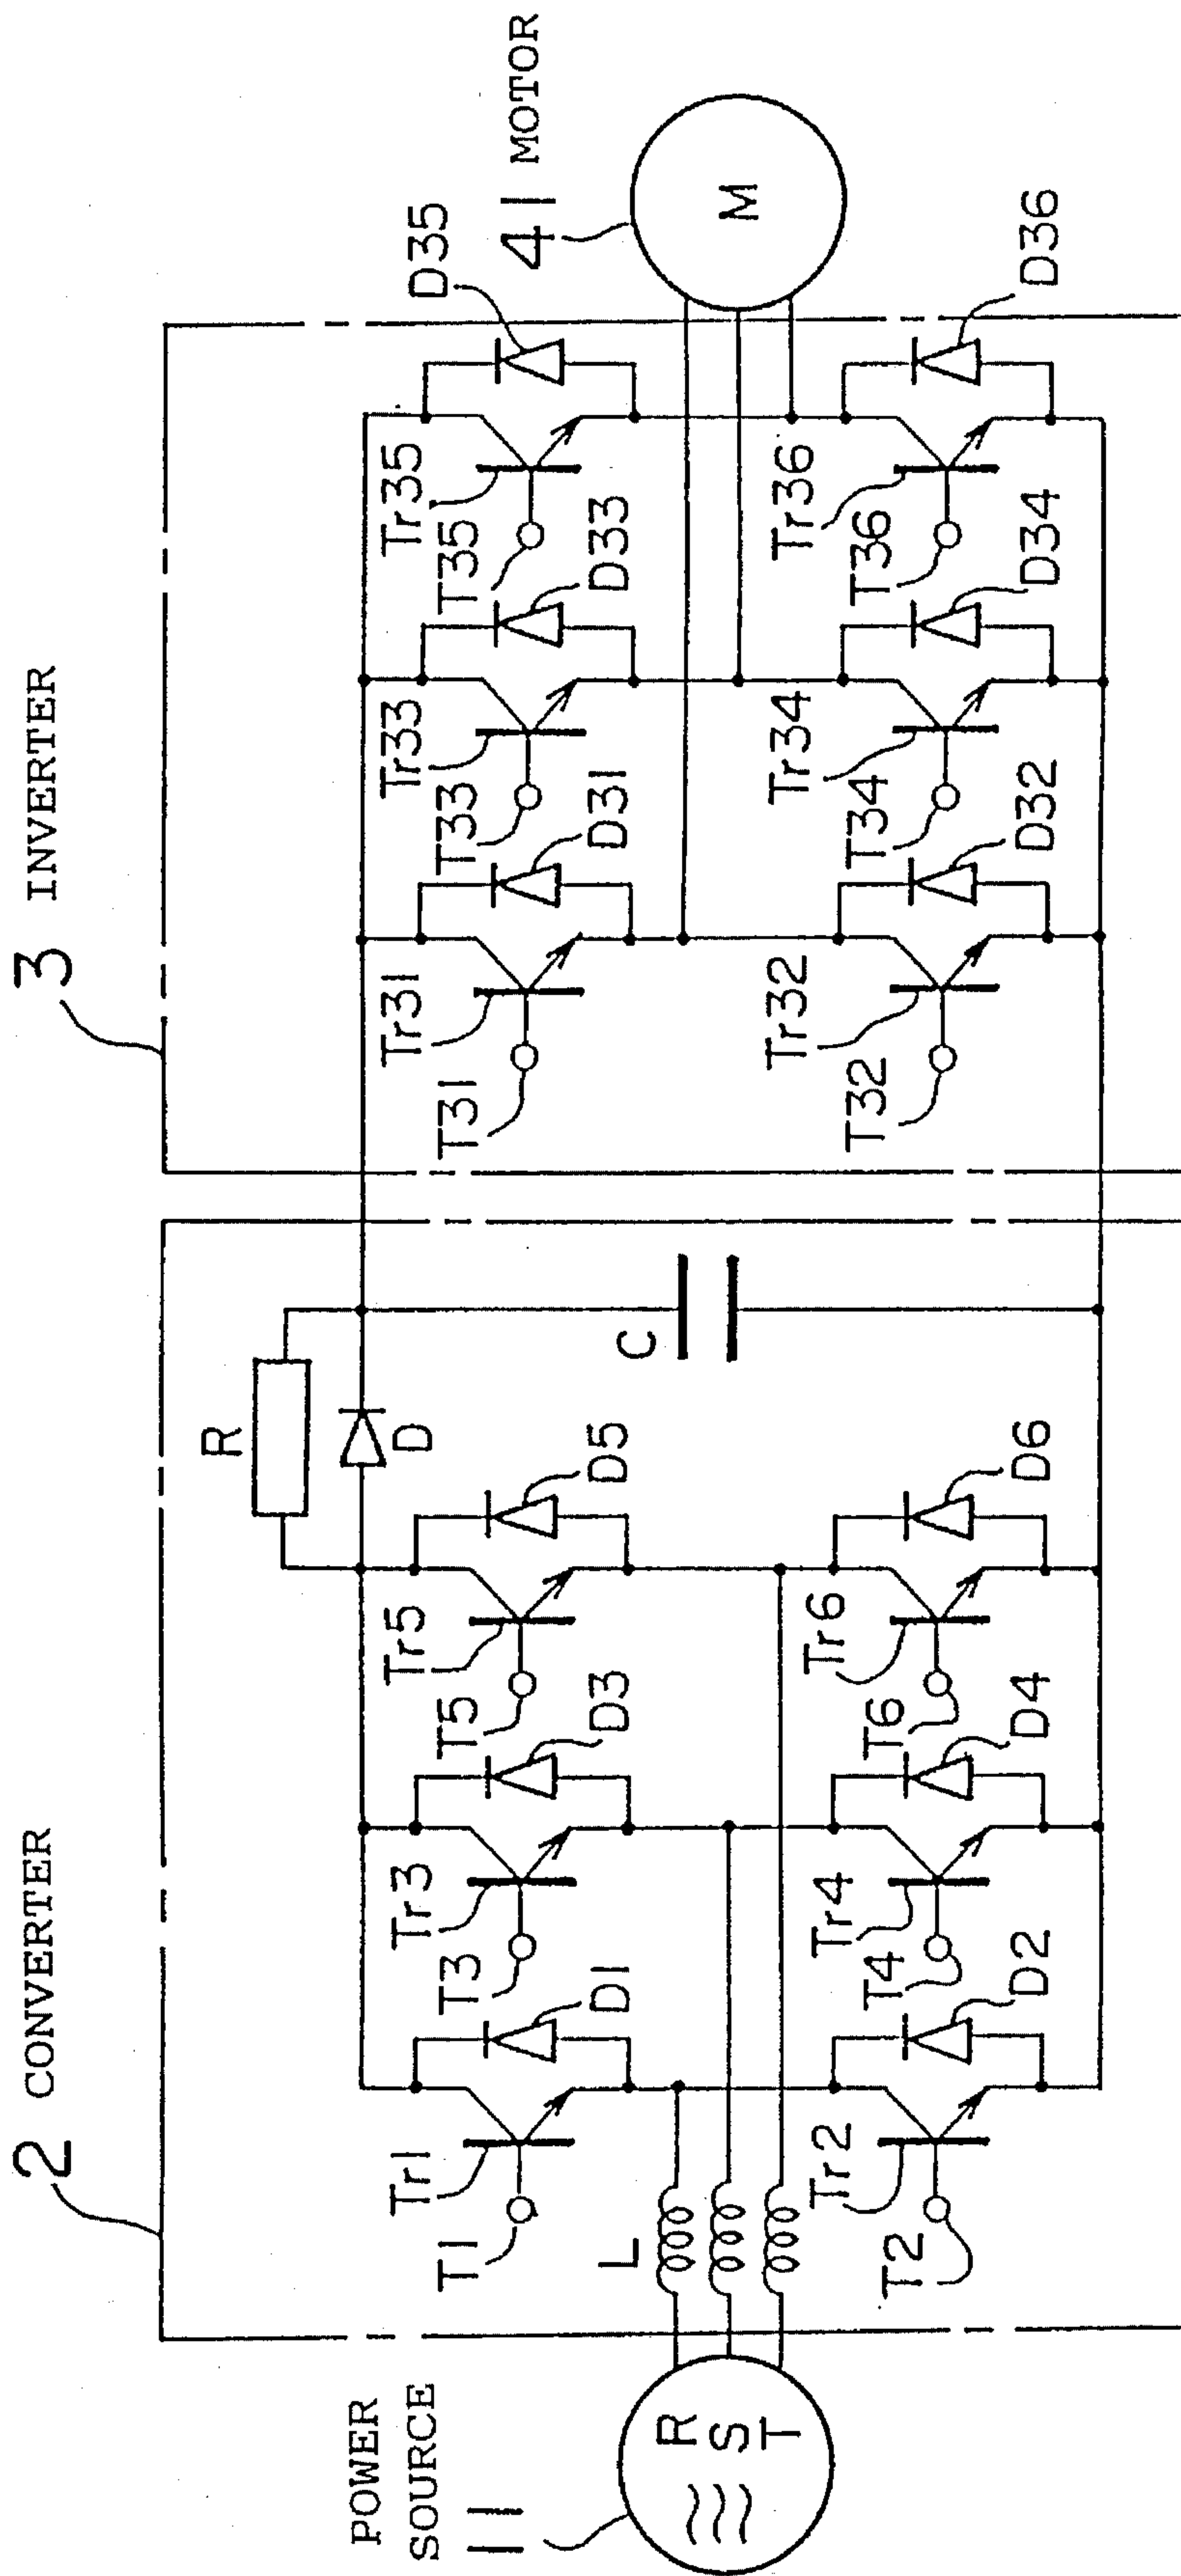 2 CONVERTER
3 INVERTER
POWER
SOURCE
11
R
S
T
L
T1
Tr1
D1
T3
Tr3
D3
T5
Tr5
D5
R
D
C
T2
Tr2
D2
T4
Tr4
D4
T6
Tr6
D6
T31
Tr31
D31
T33
Tr33
D33
T35
Tr35
D35
T32
Tr32
D32
T34
Tr34
D34
T36
Tr36
D36
41 MOTOR
M